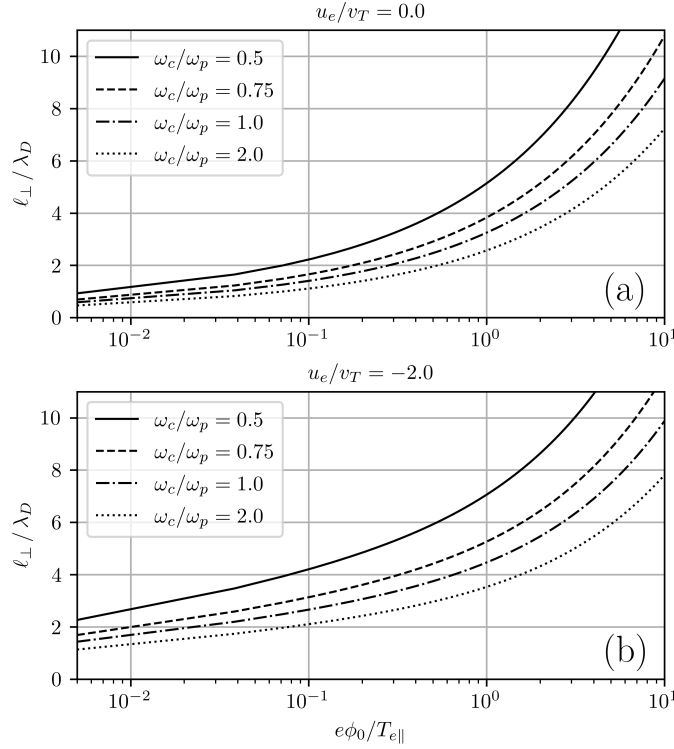 u_e/v_T = 0.0
10
8
6
4
2
0
ℓ_⊥/λ_D
ω_c/ω_p = 0.5
ω_c/ω_p = 0.75
ω_c/ω_p = 1.0
ω_c/ω_p = 2.0
(a)
10^{-2} 10^{-1} 10^0 10^1
u_e/v_T = −2.0
10
8
6
4
2
0
ℓ_⊥/λ_D
ω_c/ω_p = 0.5
ω_c/ω_p = 0.75
ω_c/ω_p = 1.0
ω_c/ω_p = 2.0
(b)
10^{-2} 10^{-1} 10^0 10^1
eϕ_0/T_{e∥}